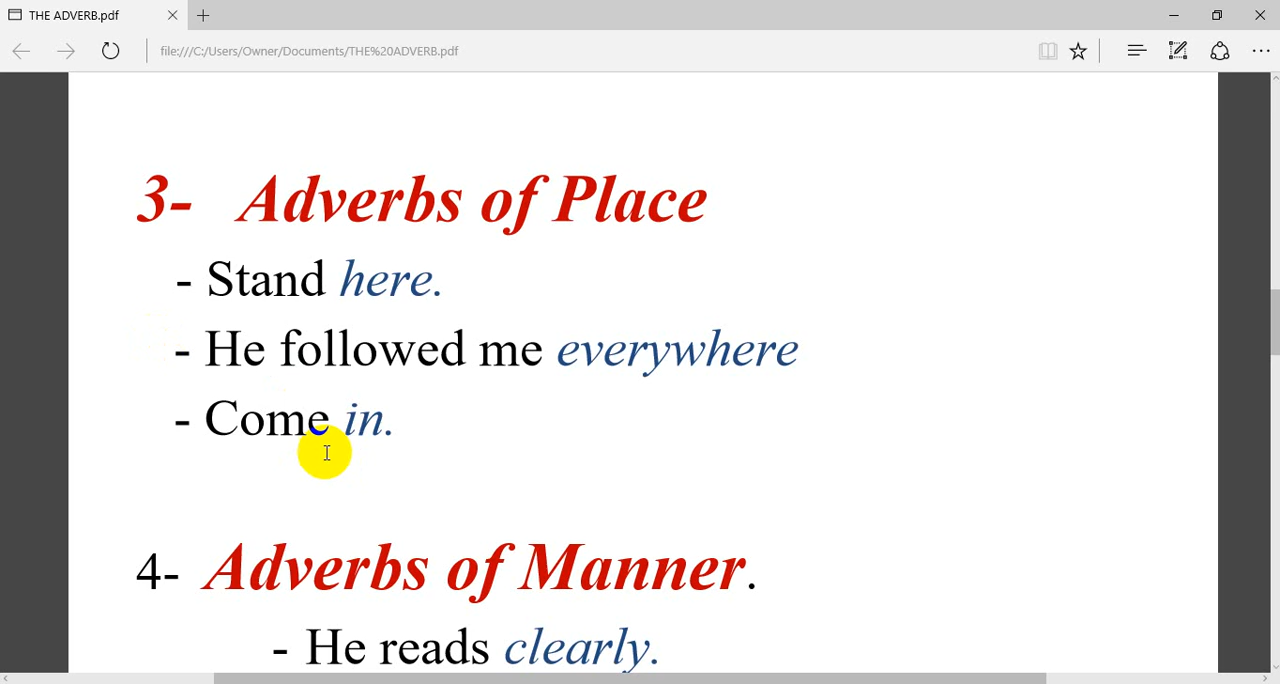 THE ADVERB.pdf
file:///C:/Users/Owner/Documents/THE%20ADVERB.pdf
3- Adverbs of Place
- Stand here.
- He followed me everywhere
- Come in.
4- Adverbs of Manner.
- He reads clearly.